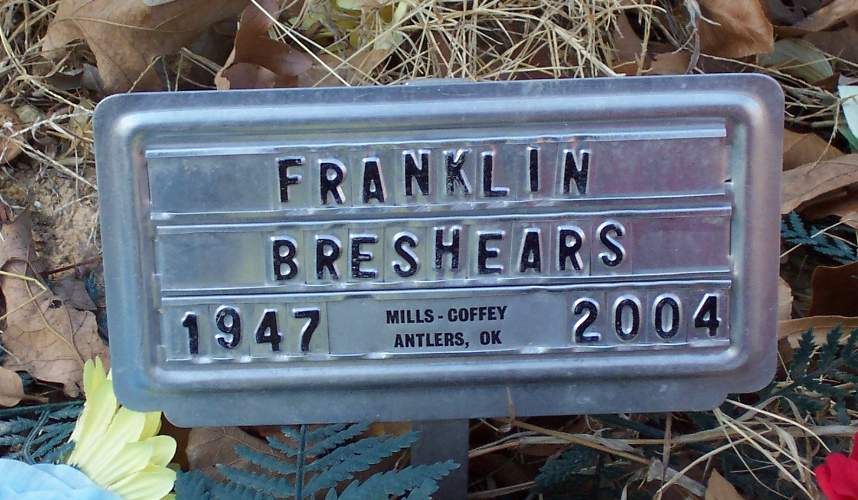 FRANKLIN
BRESHEARS
1947 MILLS-COFFEY 2004
ANTLERS, OK